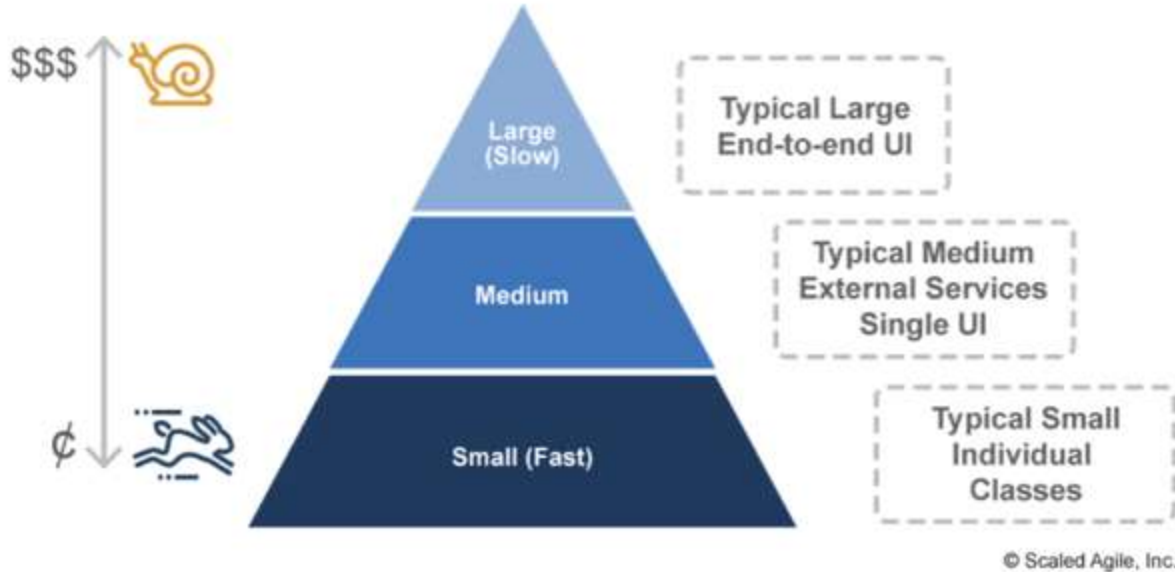 $$$
Large
(Slow)
Typical Large
End-to-end UI
Medium
Typical Medium
External Services
Single UI
¢
Small (Fast)
Typical Small
Individual
Classes
© Scaled Agile, Inc.